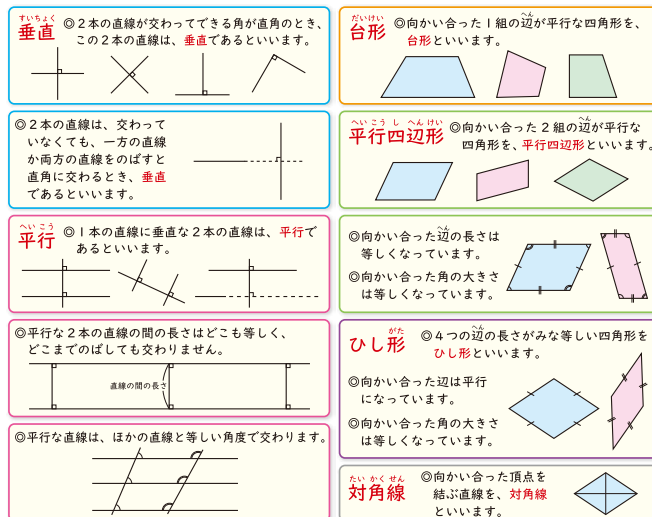 すいちょく
垂直
◎2本の直線が交わってできる角が直角のとき、
この2本の直線は、垂直であるといいます。
◎2本の直線は、交わって
いなくても、一方の直線
か両方の直線をのばすと
直角に交わるとき、垂直
であるといいます。
へいこう
平行
◎1本の直線に垂直な2本の直線は、平行で
あるといいます。
◎平行な2本の直線の間の長さはどこも等しく、
どこまでのばしても交わりません。
直線の間の長さ
◎平行な直線は、ほかの直線と等しい角度で交わります。
だいけい
台形
へん
◎向かい合った1組の辺が平行な四角形を、
台形といいます。
へいこうしへんけい
平行四辺形
へん
◎向かい合った2組の辺が平行な
四角形を、平行四辺形といいます。
へん
◎向かい合った辺の長さは
等しくなっています。
◎向かい合った角の大きさ
は等しくなっています。
がた
ひし形
へん
◎4つの辺の長さがみな等しい四角形を
ひし形といいます。
◎向かい合った辺は平行
になっています。
◎向かい合った角の大きさ
は等しくなっています。
たいかくせん
対角線
◎向かい合った頂点を
結ぶ直線を、対角線
といいます。